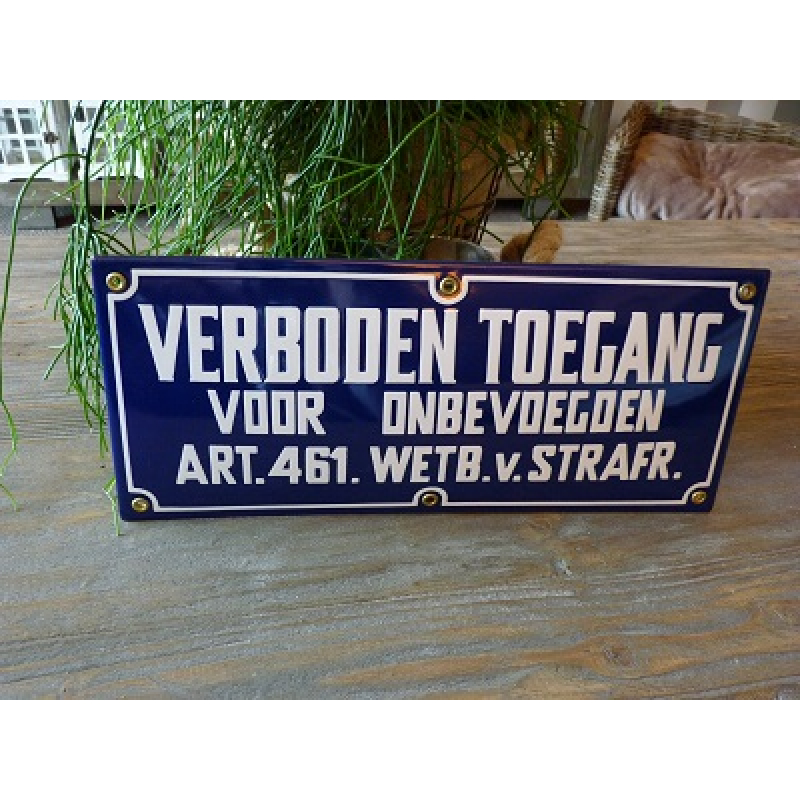 VERBODEN TOEGANG
VOOR ONBEVOEGDEN
ART.461. WETB.v.STRAFR.